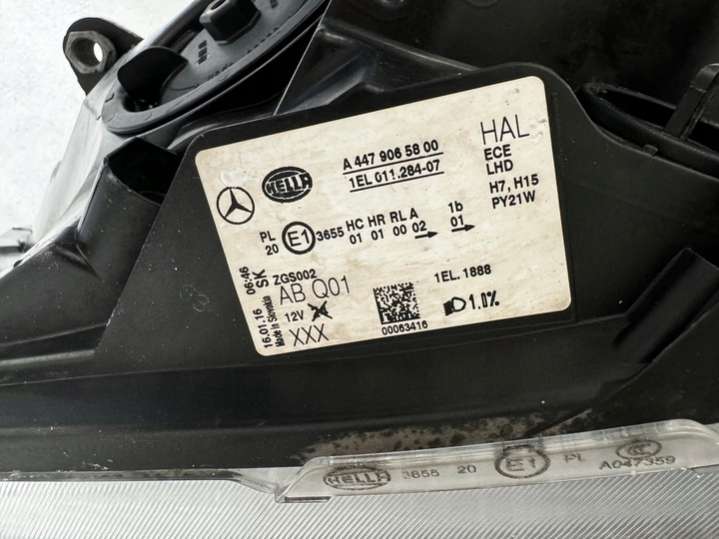 HELLA
A 447 906 58 00
1EL 011.284-07
HAL
ECE
LHD
H7, H15
PY21W
PL
20
E1
3655
HC HR RL A
01 01 00 02
1b
01
16.01.16 06:46
Made in Slovakia SK
ZGS002
AB Q01
12V
XXX
00063416
1EL.1888
1.0%
HELLA 3655 20 E1 PL
A047359